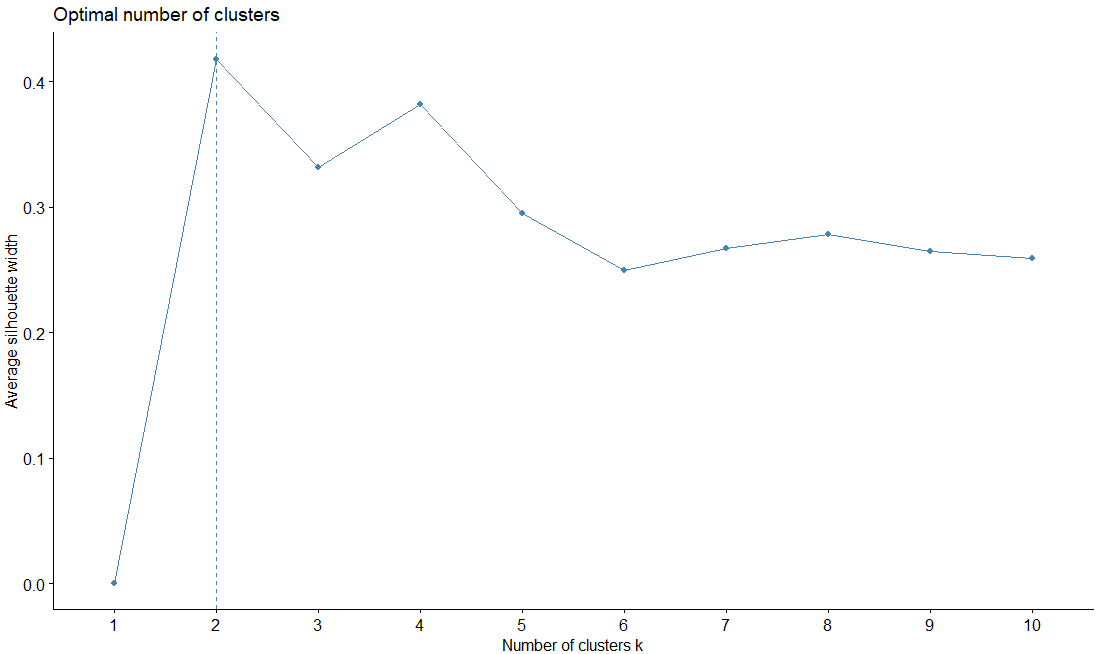 Optimal number of clusters
Average silhouette width
0.4
0.3
0.2
0.1
0.0
1 2 3 4 5 6 7 8 9 10
Number of clusters k